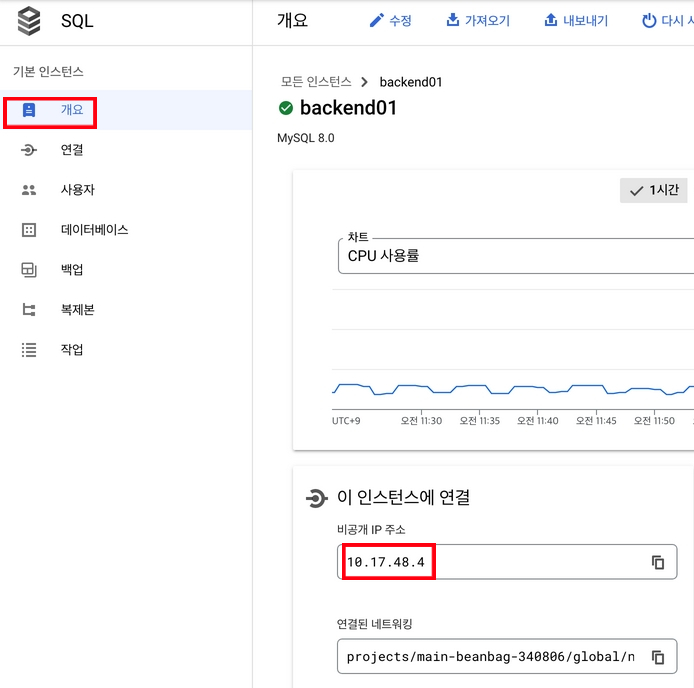 SQL
개요
수정
가져오기
내보내기
다시
기본 인스턴스
개요
연결
사용자
데이터베이스
백업
복제본
작업
모든 인스턴스
backend01
backend01
MySQL 8.0
1시간
차트
CPU 사용률
UTC+9
오전 11:30
오전 11:35
오전 11:40
오전 11:45
오전 11:50
이 인스턴스에 연결
비공개 IP 주소
10.17.48.4
연결된 네트워킹
projects/main-beanbag-340806/global/n